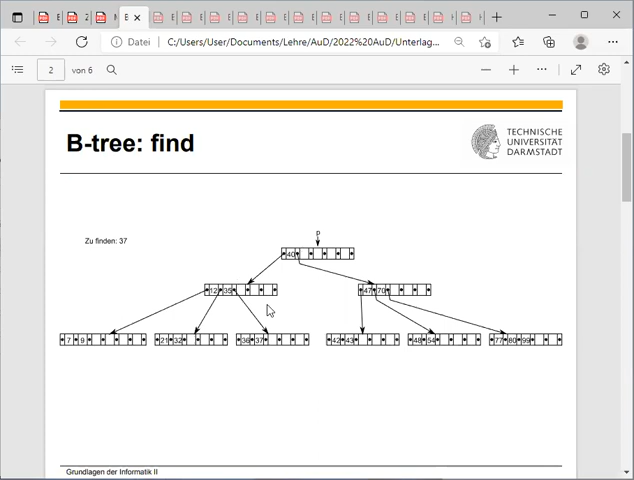 Datei
C:/Users/User/Documents/Lehre/AuD/2022%20AuD/Unterlag...
2
von 6
B-tree: find
TECHNISCHE
UNIVERSITÄT
DARMSTADT
Zu finden: 37
p
40
12 35
47 70
7 9
21 32
36 37
42 43
48 54
77 80 99
Grundlagen der Informatik II